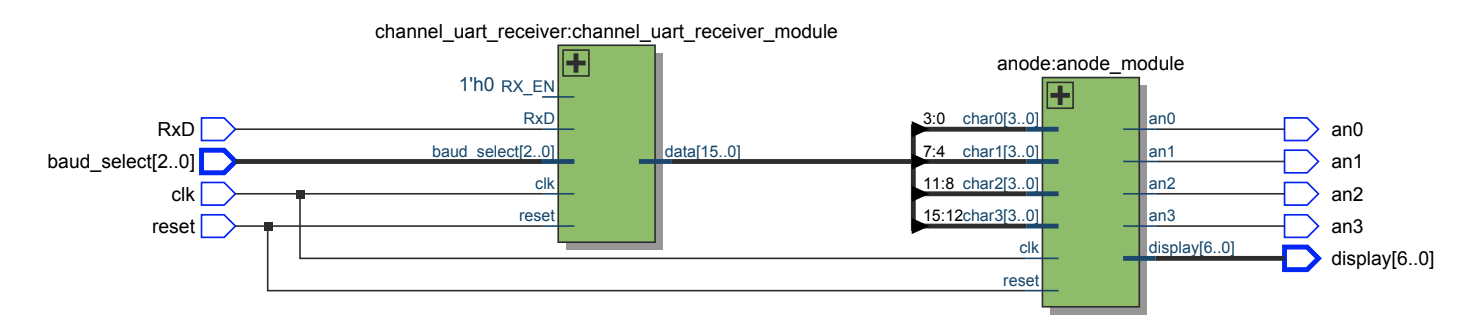 channel_uart_receiver:channel_uart_receiver_module
anode:anode_module
1'h0 RX_EN
RxD RxD 3:0 char0[3..0] an0 an0
baud_select[2..0] baud_select[2..0] data[15..0] 7:4 char1[3..0] an1 an1
clk clk 11:8 char2[3..0] an2 an2
reset reset 15:12 char3[3..0] an3 an3
clk display[6..0] display[6..0]
reset